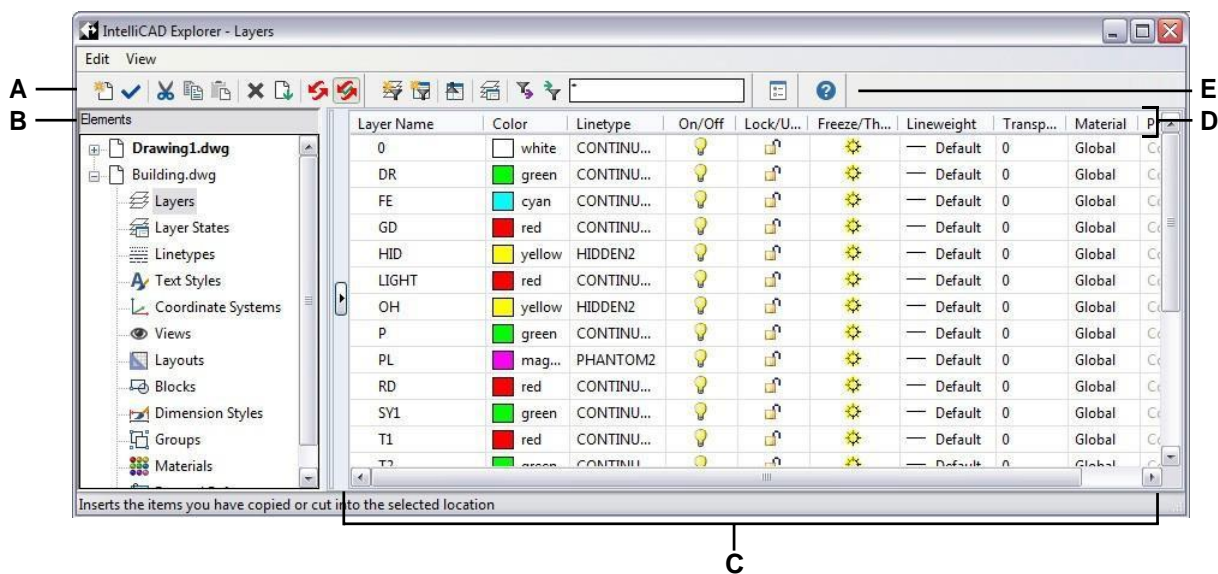 IntelliCAD Explorer - Layers
Edit View
A
E
B
Elements
D
Layer Name Color Linetype On/Off Lock/U... Freeze/Th... Lineweight Transp... Material P
Drawing1.dwg
Building.dwg
Layers
Layer States
Linetypes
Text Styles
Coordinate Systems
Views
Layouts
Blocks
Dimension Styles
Groups
Materials
0 white CONTINU... Default 0 Global
DR green CONTINU... Default 0 Global
FE cyan CONTINU... Default 0 Global
GD red CONTINU... Default 0 Global
HID yellow HIDDEN2 Default 0 Global
LIGHT red CONTINU... Default 0 Global
OH yellow HIDDEN2 Default 0 Global
P green CONTINU... Default 0 Global
PL mag... PHANTOM2 Default 0 Global
RD red CONTINU... Default 0 Global
SY1 green CONTINU... Default 0 Global
T1 red CONTINU... Default 0 Global
T2 green CONTINU... Default 0 Global
Inserts the items you have copied or cut into the selected location
C